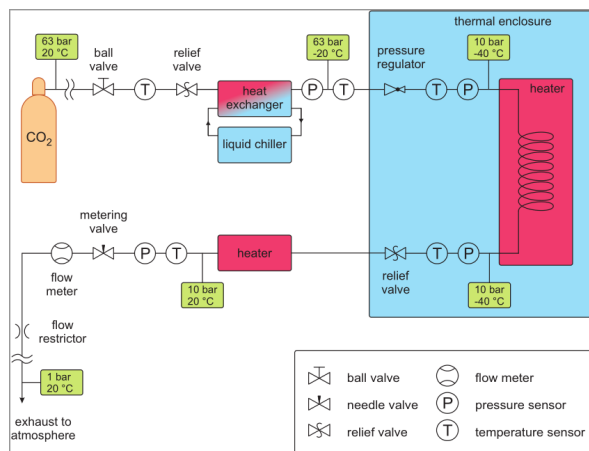 thermal enclosure
63 bar
20 °C
ball
valve
relief
valve
63 bar
-20 °C
pressure
regulator
10 bar
-40 °C
T
heat
exchanger
P
T
T
P
heater
CO2
liquid chiller
metering
valve
P
T
heater
T
P
flow
meter
10 bar
20 °C
relief
valve
10 bar
-40 °C
flow
restrictor
1 bar
20 °C
exhaust to
atmosphere
ball valve
flow meter
needle valve
P
pressure sensor
relief valve
T
temperature sensor